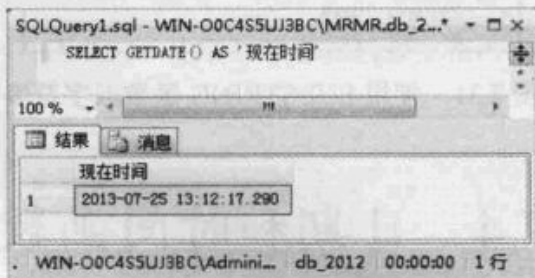 SQLQuery1.sql - WIN-O0C4S5UJ3BC\MRMR.db_2...*
SELECT GETDATE() AS '现在时间'
100 %
结果 消息
现在时间
1 2013-07-25 13:12:17.290
WIN-O0C4S5UJ3BC\Admini... db_2012 00:00:00 1 行